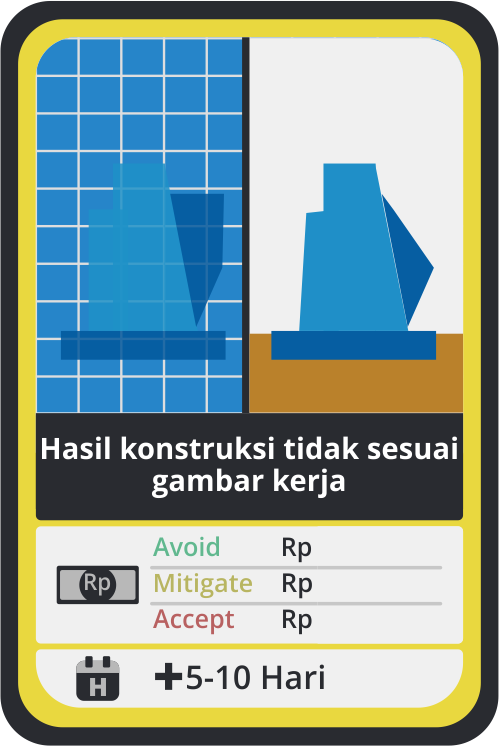 Hasil konstruksi tidak sesuai
gambar kerja
Avoid Rp
Rp Mitigate Rp
Accept Rp
H +5-10 Hari